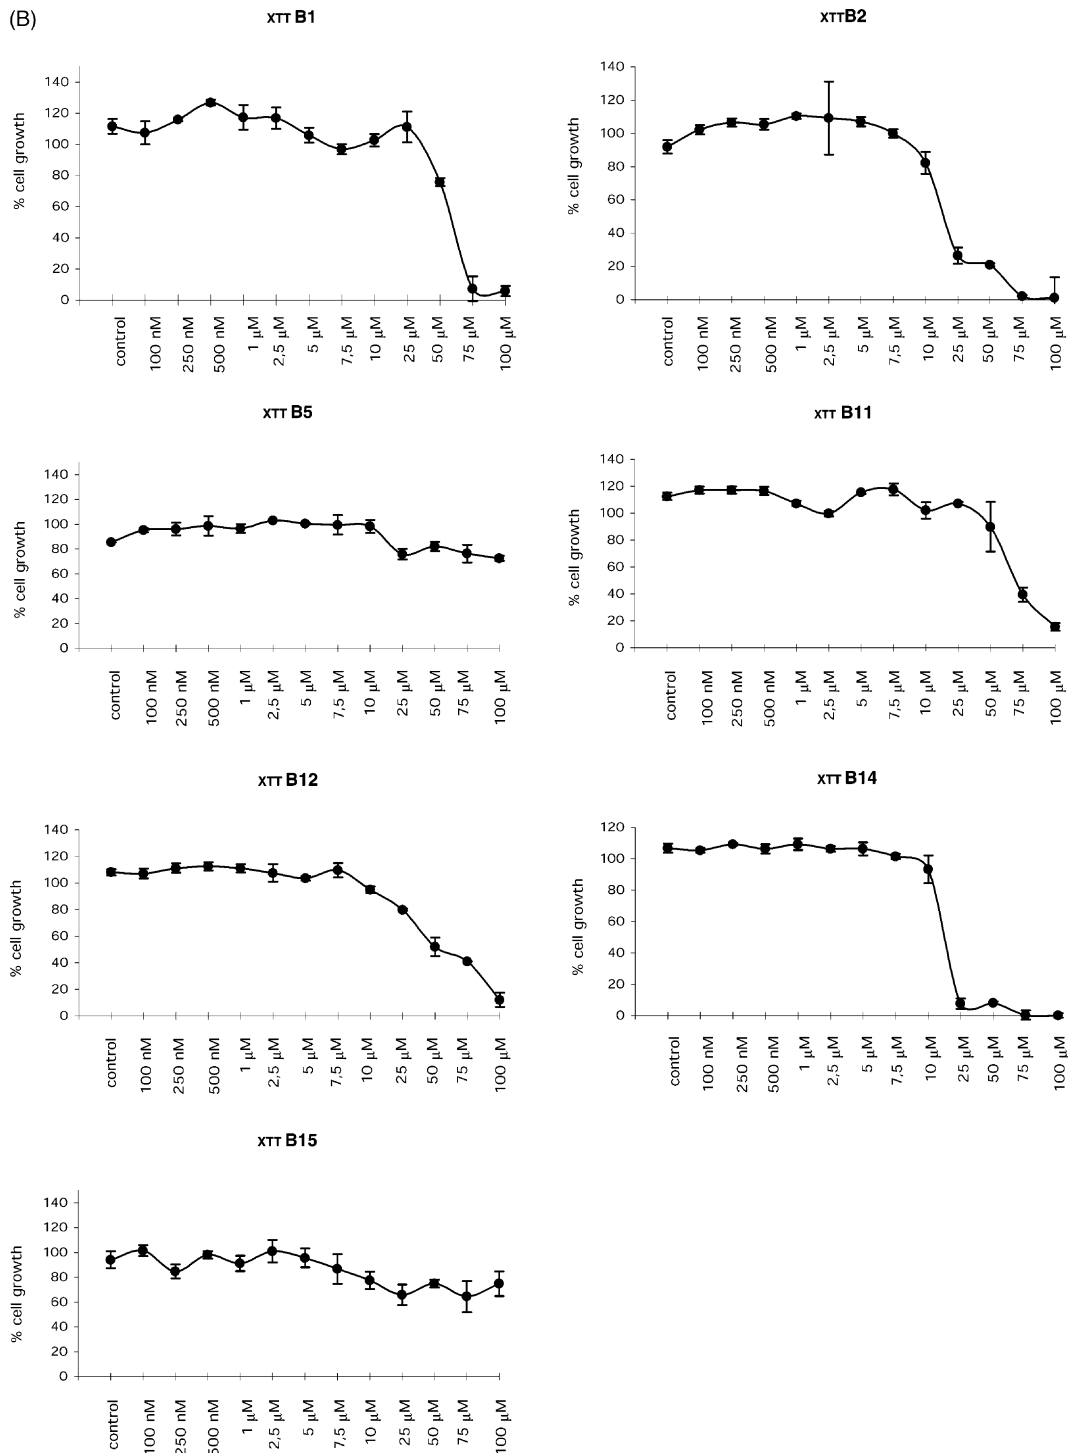 (B)
XTT B1
% cell growth
140
120
100
80
60
40
20
0
control
100 nM
250 nM
500 nM
1 µM
2,5 µM
5 µM
7,5 µM
10 µM
25 µM
50 µM
75 µM
100 µM
XTTB2
% cell growth
140
120
100
80
60
40
20
0
control
100 nM
250 nM
500 nM
1 µM
2,5 µM
5 µM
7,5 µM
10 µM
25 µM
50 µM
75 µM
100 µM
XTT B5
% cell growth
140
120
100
80
60
40
20
0
control
100 nM
250 nM
500 nM
1 µM
2,5 µM
5 µM
7,5 µM
10 µM
25 µM
50 µM
75 µM
100 µM
XTT B11
% cell growth
140
120
100
80
60
40
20
0
control
100 nM
250 nM
500 nM
1 µM
2,5 µM
5 µM
7,5 µM
10 µM
25 µM
50 µM
75 µM
100 µM
XTT B12
% cell growth
140
120
100
80
60
40
20
0
control
100 nM
250 nM
500 nM
1 µM
2,5 µM
5 µM
7,5 µM
10 µM
25 µM
50 µM
75 µM
100 µM
XTT B14
% cell growth
120
100
80
60
40
20
0
control
100 nM
250 nM
500 nM
1 µM
2,5 µM
5 µM
7,5 µM
10 µM
25 µM
50 µM
75 µM
100 µM
XTT B15
% cell growth
140
120
100
80
60
40
20
0
control
100 nM
250 nM
500 nM
1 µM
2,5 µM
5 µM
7,5 µM
10 µM
25 µM
50 µM
75 µM
100 µM